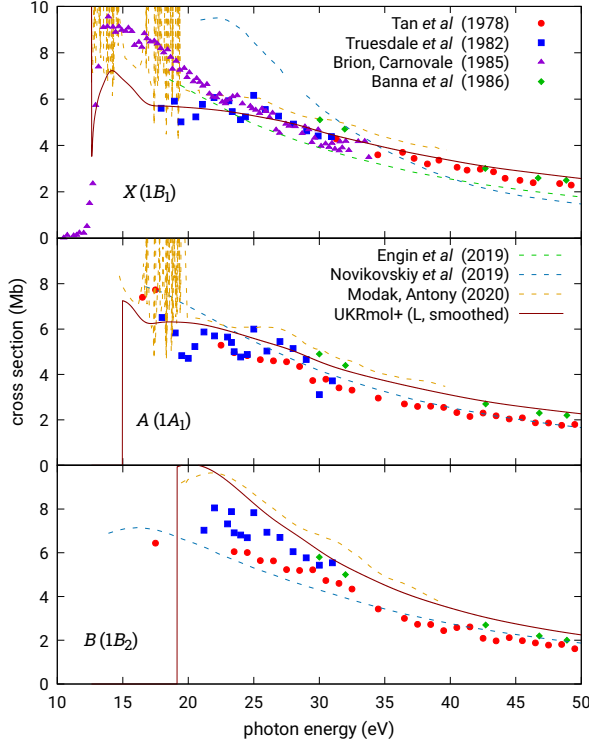 10
8
6
4
2
0
Tan et al (1978)
Truesdale et al (1982)
Brion, Carnovale (1985)
Banna (1986)
X (1B₁)
8
6
4
2
0
Engin et al (2019)
Novikovskiy et al (2019)
Modak, Antony (2020)
UKRmol+ (L, smoothed)
cross section (Mb)
A (1A₁)
8
6
4
2
0
B (1B₂)
10 15 20 25 30 35 40 45 50
photon energy (eV)